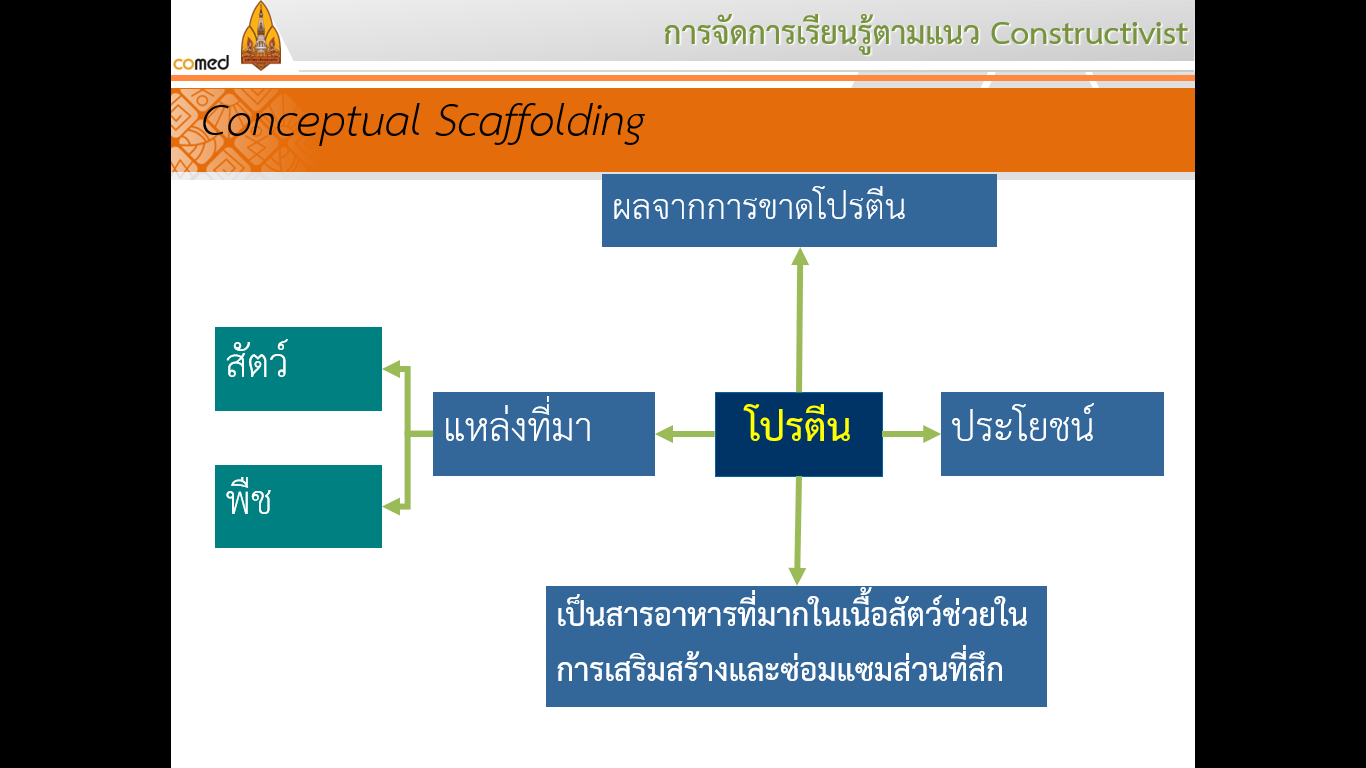 การจัดการเรียนรู้ตามแนว Constructivist
comed
Conceptual Scaffolding
ผลจากการขาดโปรตีน
สัตว์
แหล่งที่มา
โปรตีน
ประโยชน์
พืช
เป็นสารอาหารที่มากในเนื้อสัตว์ช่วยใน
การเสริมสร้างและซ่อมแซมส่วนที่สึก